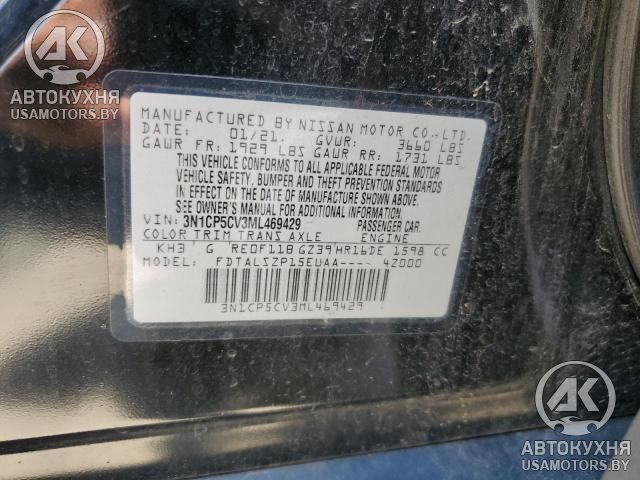 AK
АВТОКУХНЯ
USAMOTORS.BY
MANUFACTURED BY NISSAN MOTOR CO.,LTD.
DATE: 01/21. GVWR: 3660 LBS
GAWR FR: 1929 LBS GAWR RR: 1731 LBS
THIS VEHICLE CONFORMS TO ALL APPLICABLE FEDERAL MOTOR
VEHICLE SAFETY, BUMPER AND THEFT PREVENTION STANDARDS
IN EFFECT ON THE DATE OF MANUFACTURE SHOWN ABOVE.
SEE OWNER'S MANUAL FOR ADDITIONAL INFORMATION.
VIN: 3N1CP5CV3ML469429 PASSENGER CAR.
COLOR TRIM TRANS AXLE ENGINE
KH3 G RE0F11B GZ39 HR16DE 1598 CC
MODEL: FDTALSZP15EUAA---- 4Z000
3N1CP5CV3ML469429
AK
АВТОКУХНЯ
USAMOTORS.BY